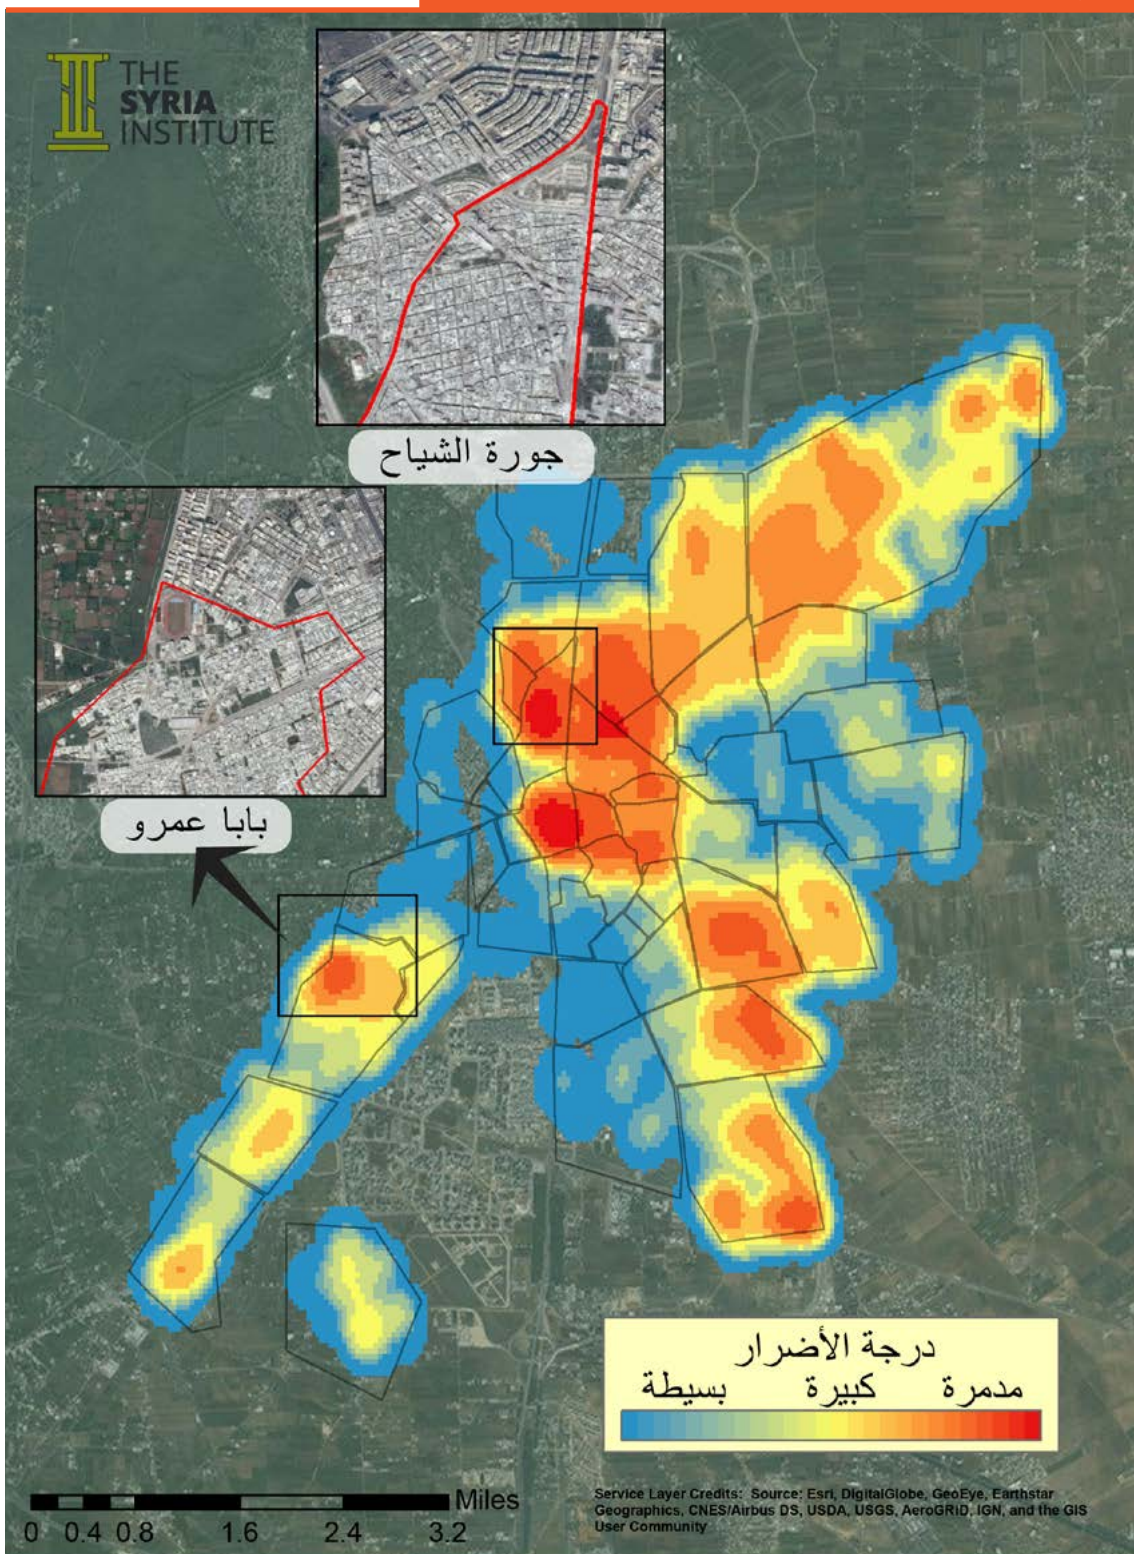 THE
SYRIA
INSTITUTE
جورة الشياح
بابا عمرو
درجة الأضرار
مدمرة كبيرة بسيطة
Miles
0 0.4 0.8 1.6 2.4 3.2
Service Layer Credits: Source: Esri, DigitalGlobe, GeoEye, Earthstar
Geographics, CNES/Airbus DS, USDA, USGS, AeroGRID, IGN, and the GIS
User Community